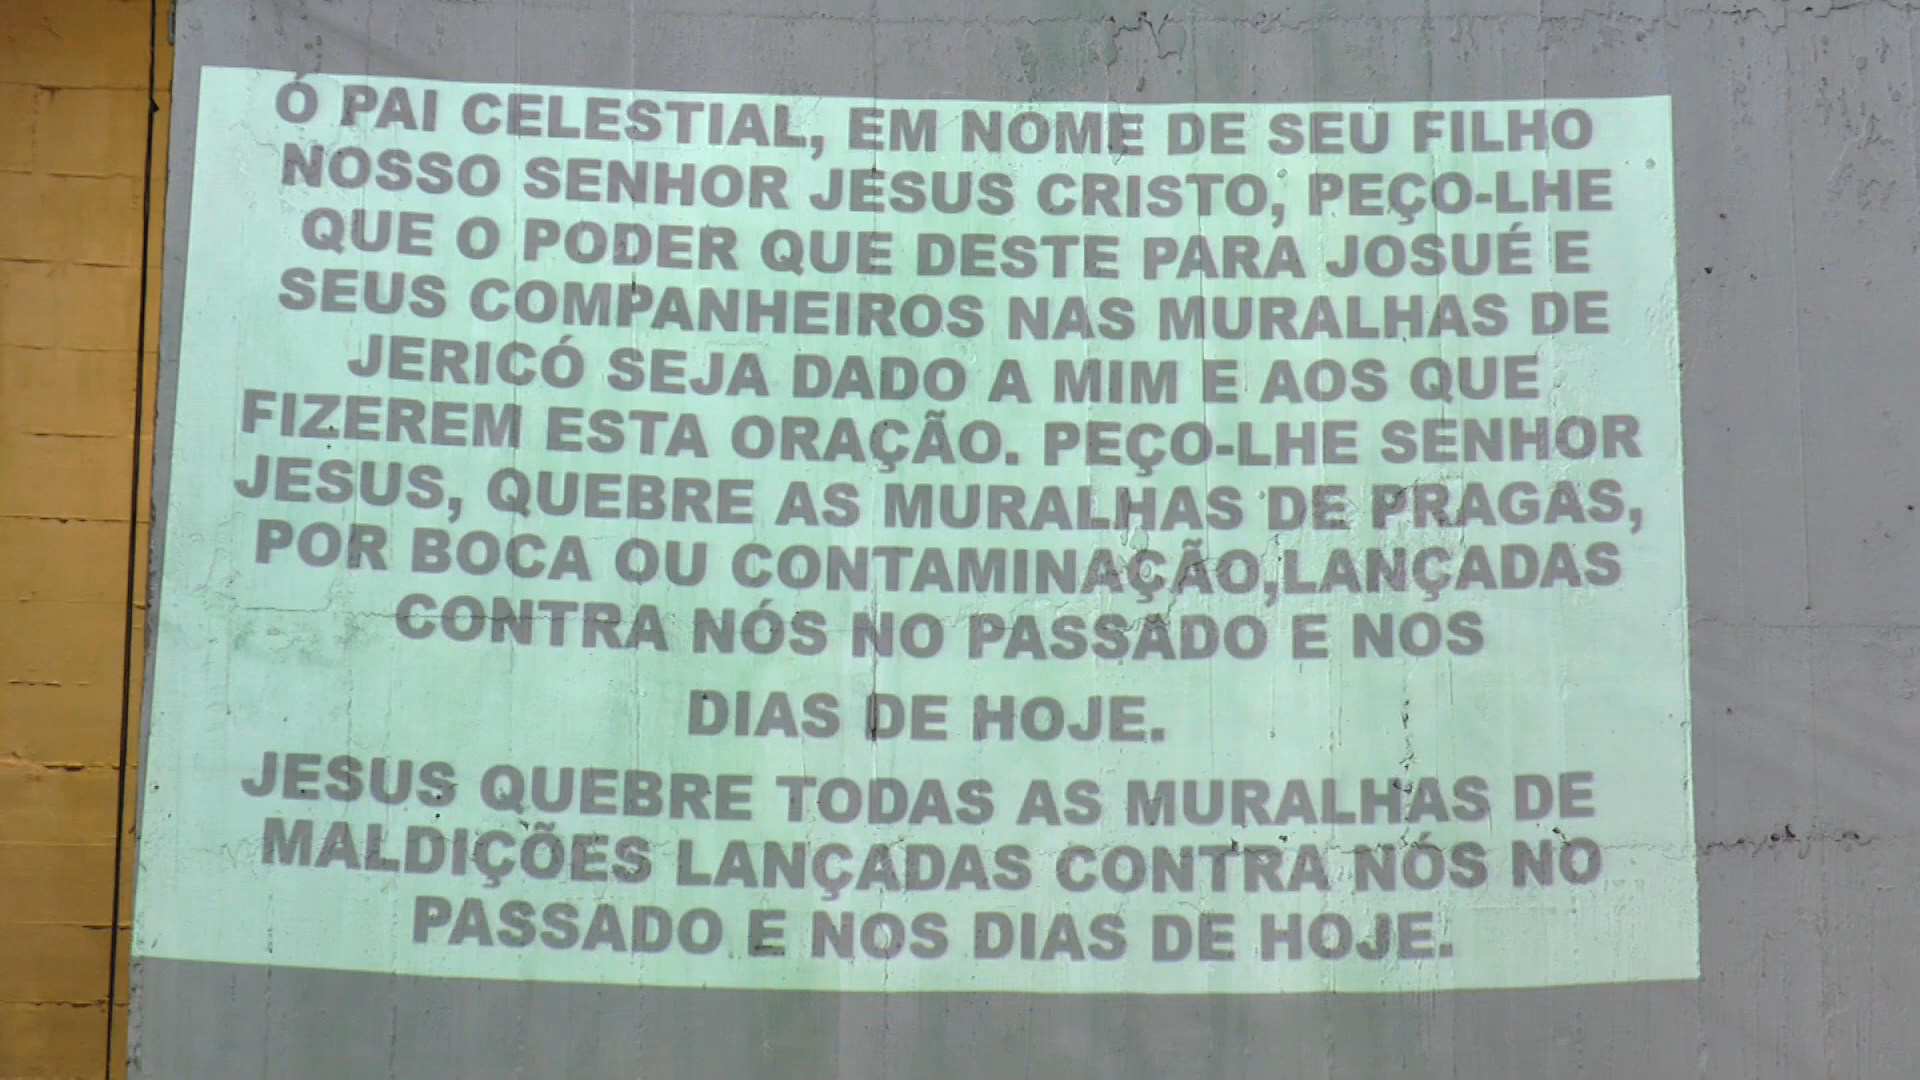 Ó PAI CELESTIAL, EM NOME DE SEU FILHO
NOSSO SENHOR JESUS CRISTO, PEÇO-LHE
QUE O PODER QUE DESTE PARA JOSUÉ E
SEUS COMPANHEIROS NAS MURALHAS DE
JERICÓ SEJA DADO A MIM E AOS QUE
FIZEREM ESTA ORAÇÃO. PEÇO-LHE SENHOR
JESUS, QUEBRE AS MURALHAS DE PRAGAS,
POR BOCA OU CONTAMINAÇÃO,LANÇADAS
CONTRA NÓS NO PASSADO E NOS
DIAS DE HOJE.
JESUS QUEBRE TODAS AS MURALHAS DE
MALDIÇÕES LANÇADAS CONTRA NÓS NO
PASSADO E NOS DIAS DE HOJE.